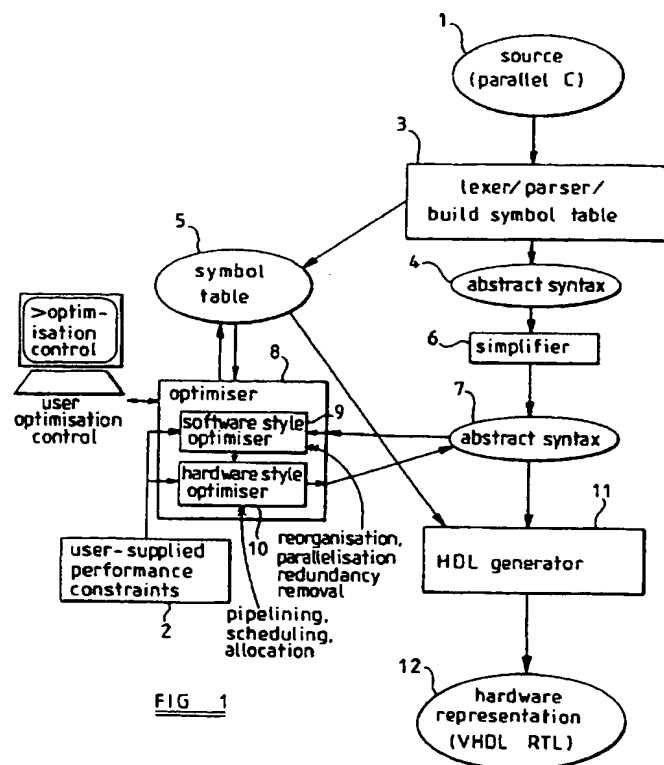 1
source
(parallel C)
3
lexer/parser/
build symbol table
5
symbol
table
4
abstract syntax
6
simplifier
>optim-
isation
control
user
optimisation
control
8
optimiser
9
software style
optimiser
hardware style
optimiser
10
7
abstract syntax
11
HDL generator
reorganisation,
parallelisation
redundancy
removal
user-supplied
performance
constraints
2
pipelining,
scheduling,
allocation
12
hardware
representation
(VHDL RTL)
FIG 1